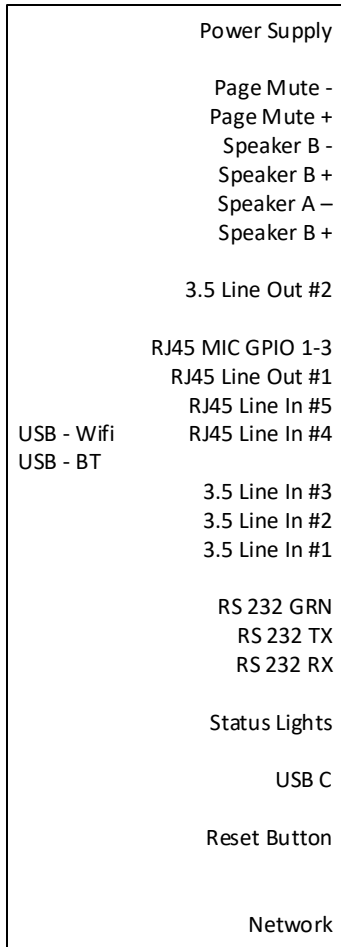 Power Supply
Page Mute -
Page Mute +
Speaker B -
Speaker B +
Speaker A –
Speaker B +
3.5 Line Out #2
RJ45 MIC GPIO 1-3
RJ45 Line Out #1
RJ45 Line In #5
USB - Wifi RJ45 Line In #4
USB - BT
3.5 Line In #3
3.5 Line In #2
3.5 Line In #1
RS 232 GRN
RS 232 TX
RS 232 RX
Status Lights
USB C
Reset Button
Network